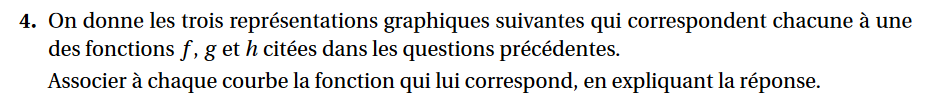 4. On donne les trois représentations graphiques suivantes qui correspondent chacune à une
des fonctions f, g et h citées dans les questions précédentes.
Associer à chaque courbe la fonction qui lui correspond, en expliquant la réponse.